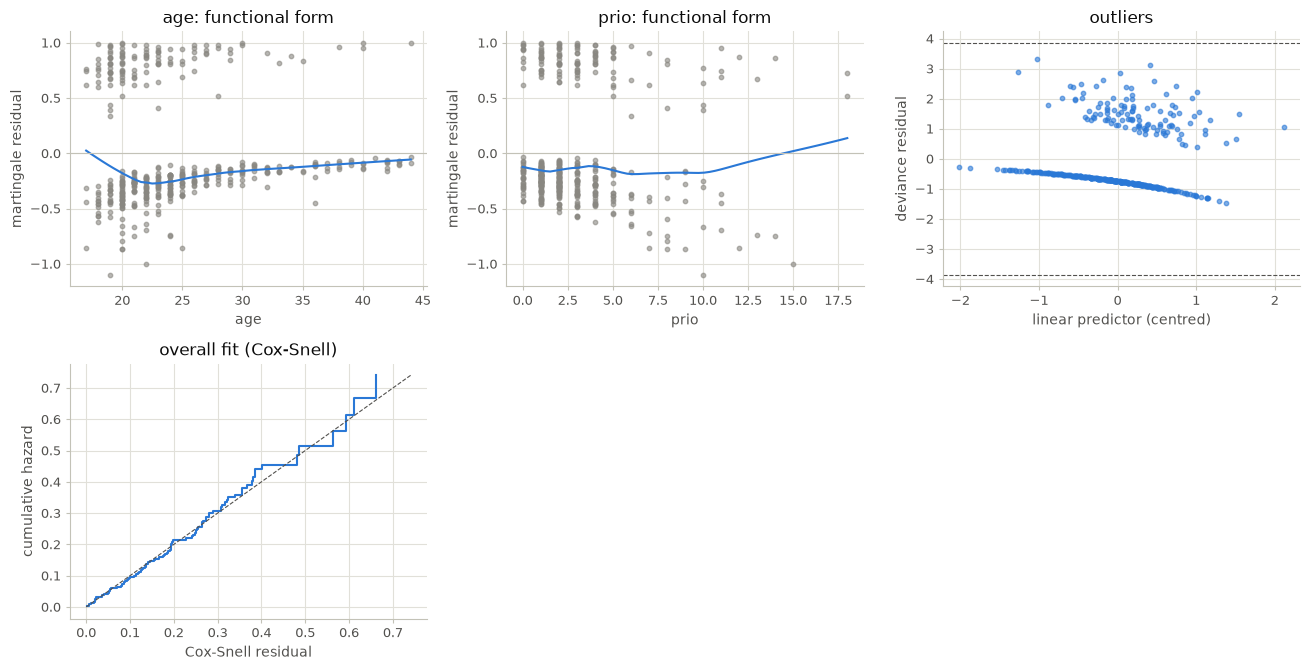 age: functional form
martingale residual
1.0
0.5
0.0
−0.5
−1.0
20 25 30 35 40 45
age
prio: functional form
martingale residual
1.0
0.5
0.0
−0.5
−1.0
0.0 2.5 5.0 7.5 10.0 12.5 15.0 17.5
prio
outliers
deviance residual
4
3
2
1
0
−1
−2
−3
−4
−2 −1 0 1 2
linear predictor (centred)
overall fit (Cox-Snell)
cumulative hazard
0.7
0.6
0.5
0.4
0.3
0.2
0.1
0.0
0.0 0.1 0.2 0.3 0.4 0.5 0.6 0.7
Cox-Snell residual